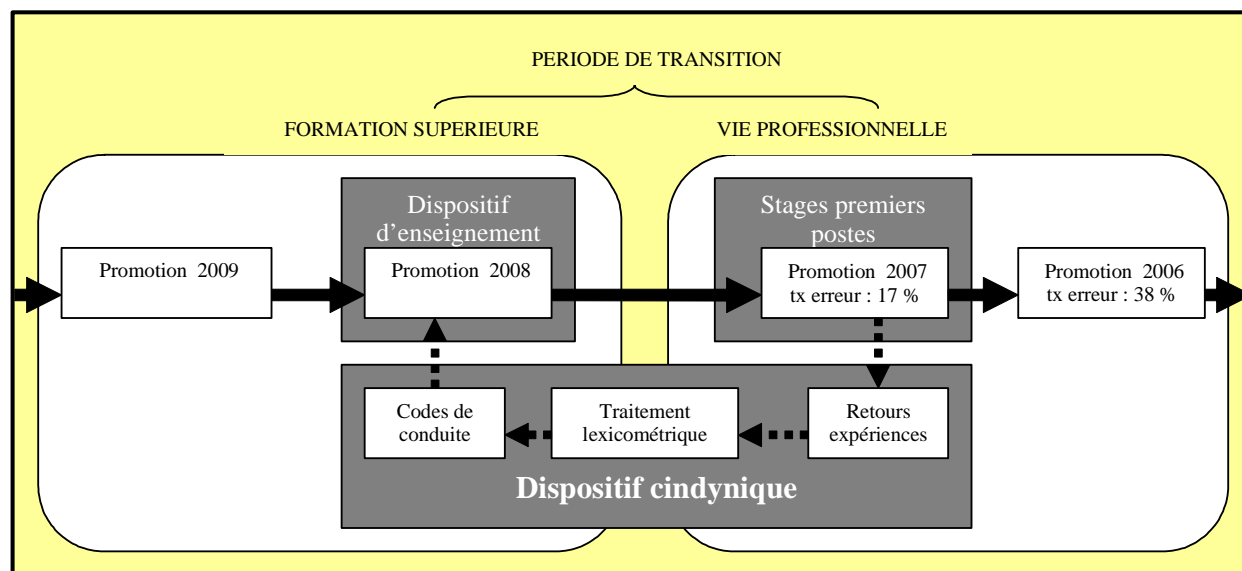 PERIODE DE TRANSITION
FORMATION SUPERIEURE
VIE PROFESSIONNELLE
Dispositif
d’enseignement
Stages premiers
postes
Promotion 2009
Promotion 2008
Promotion 2007
tx erreur : 17 %
Promotion 2006
tx erreur : 38 %
Codes de
conduite
Traitement
lexicométrique
Retours
expériences
Dispositif cindynique